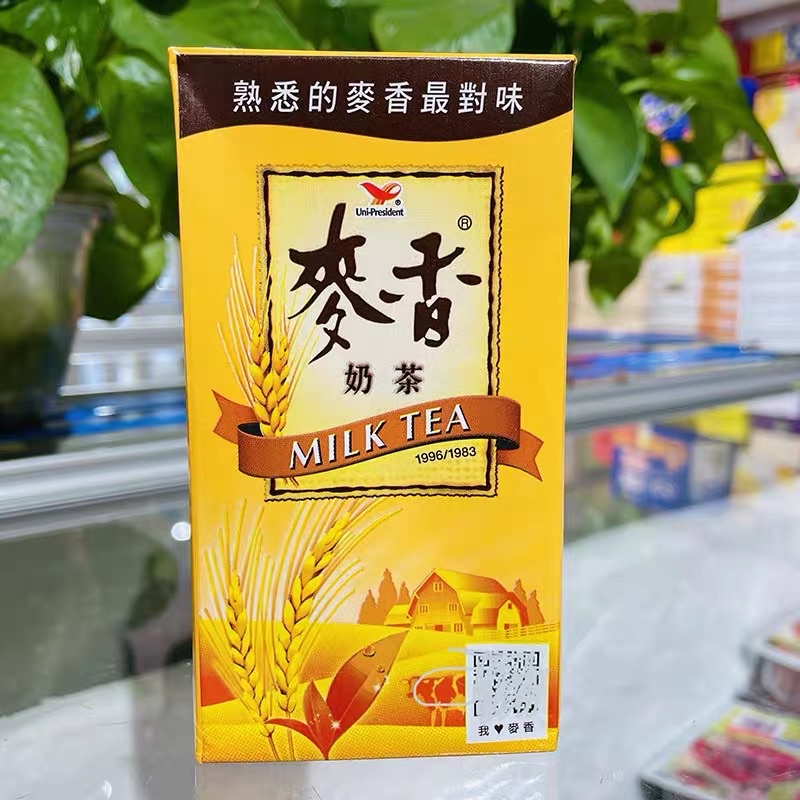 熟悉的麥香最對味
Uni-President®
麥香®
奶茶
MILK TEA
1996/1983
我♥麥香